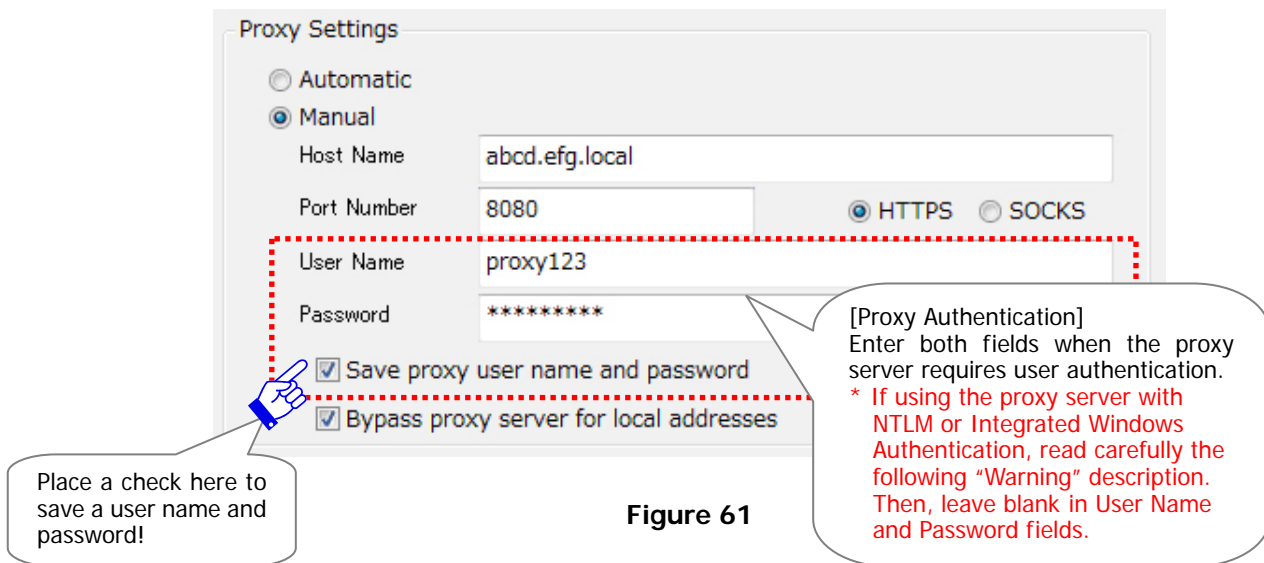 Proxy Settings
Automatic
Manual
Host Name abcd.efg.local
Port Number 8080 HTTPS SOCKS
User Name proxy123
Password *********
Save proxy user name and password
Bypass proxy server for local addresses
[Proxy Authentication]
Enter both fields when the proxy
server requires user authentication.
* If using the proxy server with
NTLM or Integrated Windows
Authentication, read carefully the
following “Warning” description.
Then, leave blank in User Name
and Password fields.
Place a check here to
save a user name and
password!
Figure 61